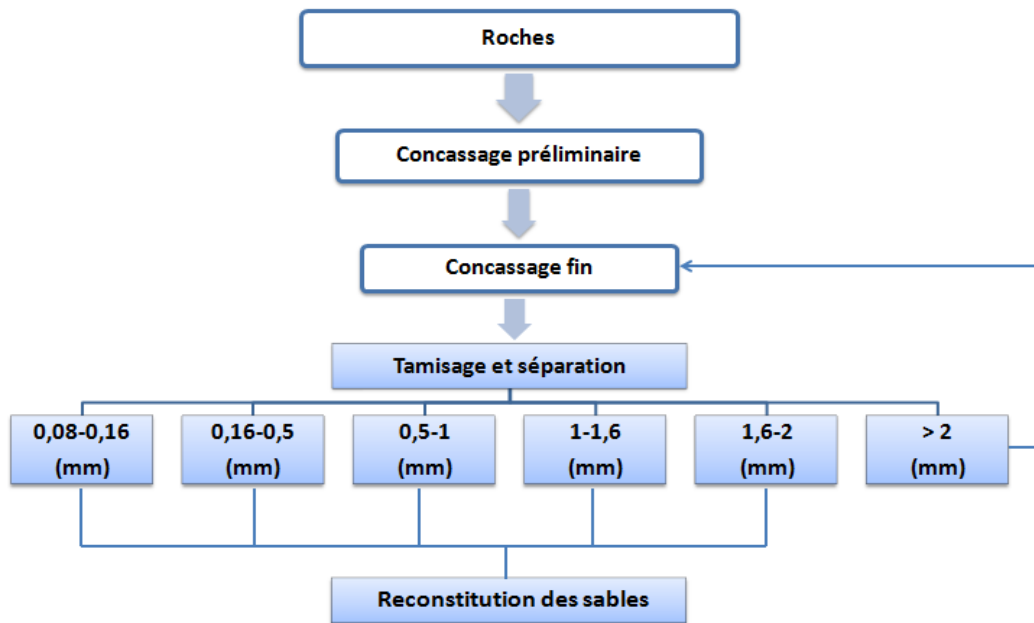 Roches
Concassage préliminaire
Concassage fin
Tamisage et séparation
0,08-0,16
(mm)
0,16-0,5
(mm)
0,5-1
(mm)
1-1,6
(mm)
1,6-2
(mm)
> 2
(mm)
Reconstitution des sables